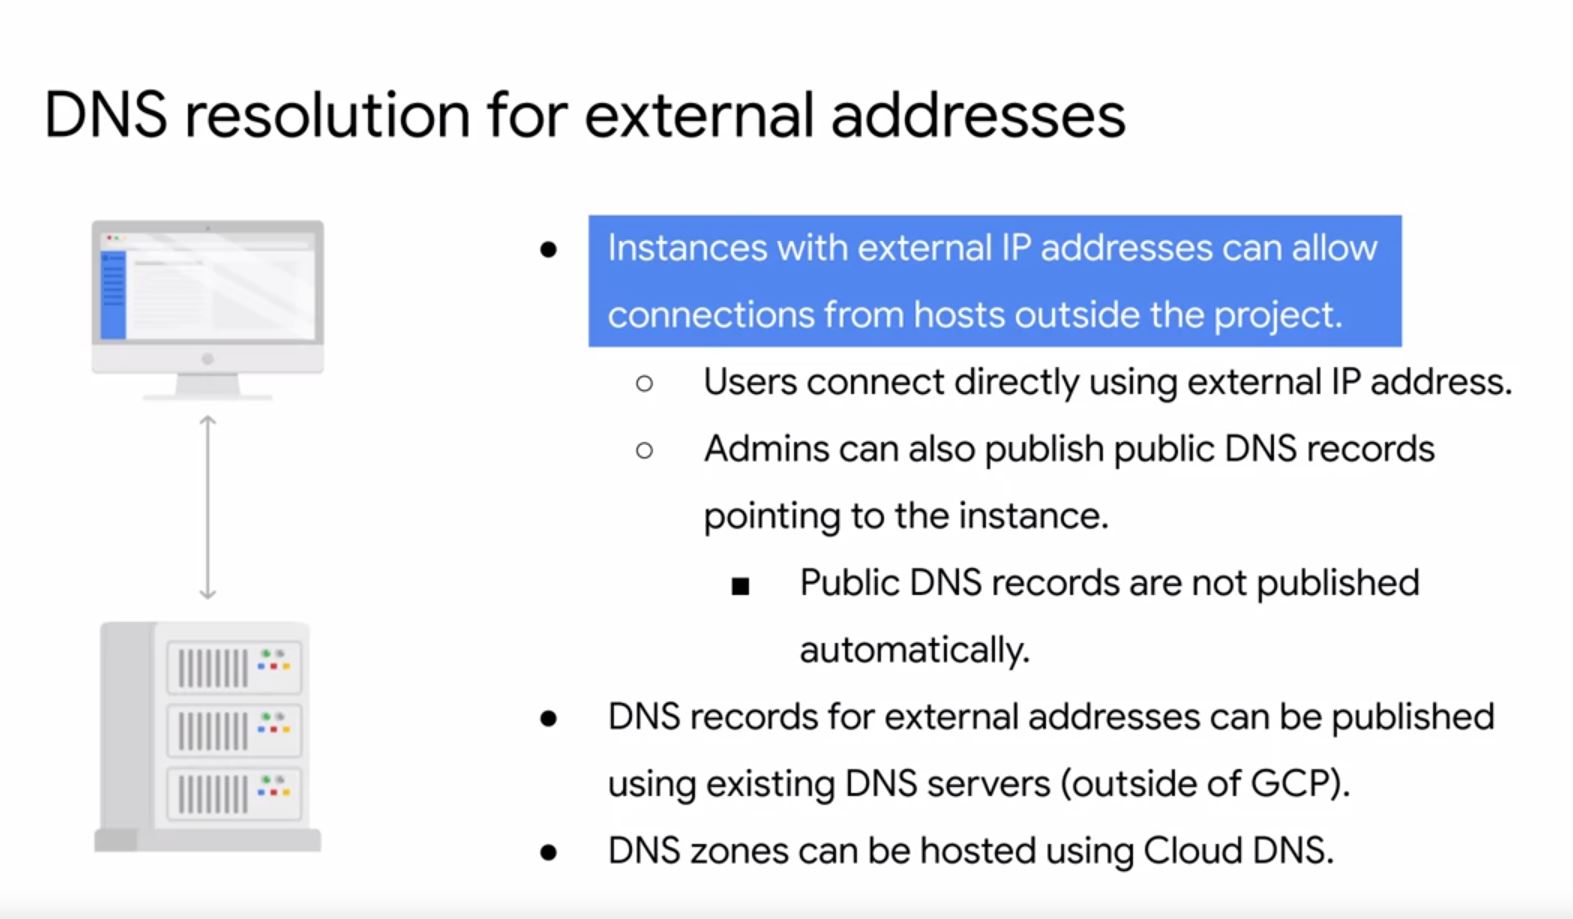 DNS resolution for external addresses
● Instances with external IP addresses can allow
connections from hosts outside the project.
○ Users connect directly using external IP address.
○ Admins can also publish public DNS records
pointing to the instance.
■ Public DNS records are not published
automatically.
● DNS records for external addresses can be published
using existing DNS servers (outside of GCP).
● DNS zones can be hosted using Cloud DNS.